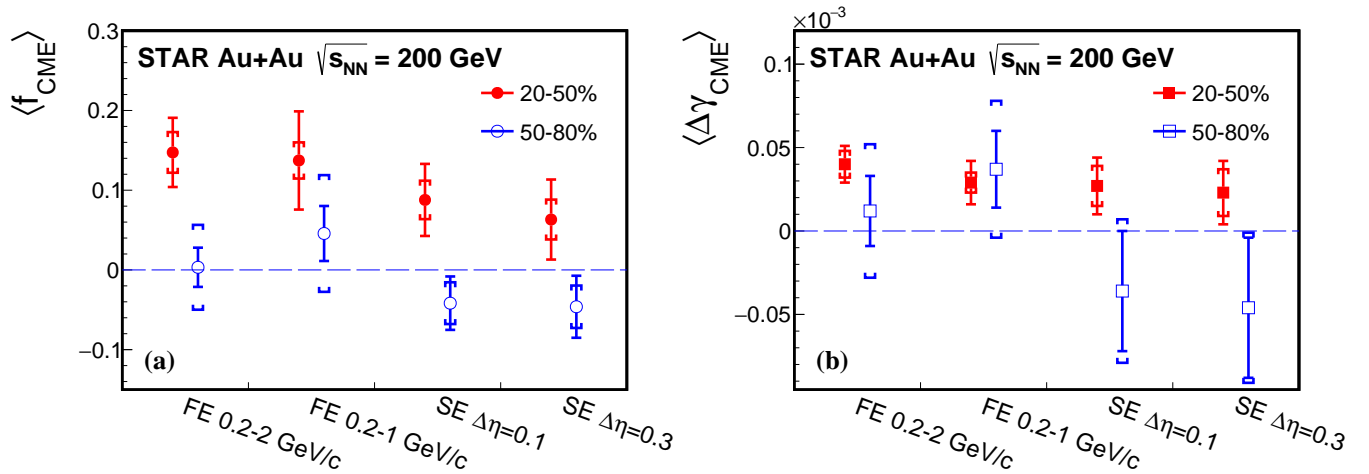 ⟨f_CME⟩
0.3
0.2
0.1
0
−0.1
STAR Au+Au √s_NN = 200 GeV
20-50%
50-80%
(a)
FE 0.2-2 GeV/c
FE 0.2-1 GeV/c
SE Δη=0.1
SE Δη=0.3
⟨Δγ_CME⟩
×10⁻³
0.1
0.05
0
−0.05
STAR Au+Au √s_NN = 200 GeV
20-50%
50-80%
(b)
FE 0.2-2 GeV/c
FE 0.2-1 GeV/c
SE Δη=0.1
SE Δη=0.3